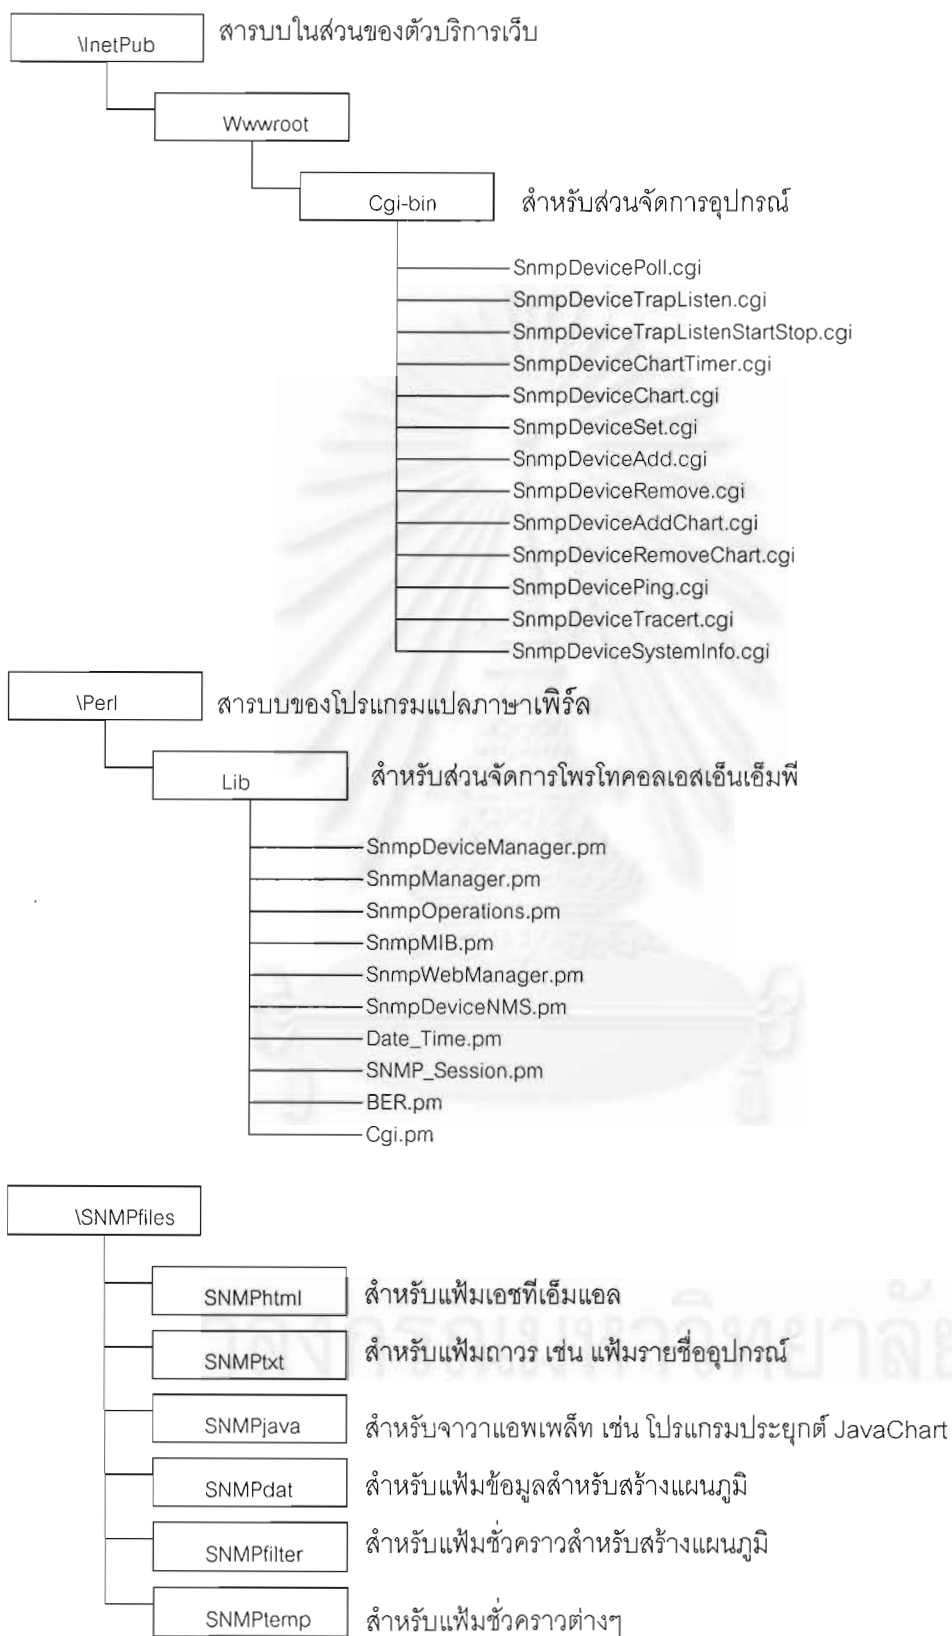 \InetPub สารบบในส่วนของตัวบริการเว็บ
Wwwroot
Cgi-bin สำหรับส่วนจัดการอุปกรณ์
SnmpDevicePoll.cgi
SnmpDeviceTrapListen.cgi
SnmpDeviceTrapListenStartStop.cgi
SnmpDeviceChartTimer.cgi
SnmpDeviceChart.cgi
SnmpDeviceSet.cgi
SnmpDeviceAdd.cgi
SnmpDeviceRemove.cgi
SnmpDeviceAddChart.cgi
SnmpDeviceRemoveChart.cgi
SnmpDevicePing.cgi
SnmpDeviceTracert.cgi
SnmpDeviceSystemInfo.cgi
\Perl สารบบของโปรแกรมแปลภาษาเพิร์ล
Lib สำหรับส่วนจัดการโพรโทคอลเอสเอ็นเอ็มพี
SnmpDeviceManager.pm
SnmpManager.pm
SnmpOperations.pm
SnmpMIB.pm
SnmpWebManager.pm
SnmpDeviceNMS.pm
Date_Time.pm
SNMP_Session.pm
BER.pm
Cgi.pm
\SNMPfiles
SNMPhtml สำหรับแฟ้มเอชทีเอ็มแอล
SNMPtxt สำหรับแฟ้มถาวร เช่น แฟ้มรายชื่ออุปกรณ์
SNMPjava สำหรับจาวาแอพเพล็ท เช่น โปรแกรมประยุกต์ JavaChart
SNMPdat สำหรับแฟ้มข้อมูลสำหรับสร้างแผนภูมิ
SNMPfilter สำหรับแฟ้มชั่วคราวสำหรับสร้างแผนภูมิ
SNMPtemp สำหรับแฟ้มชั่วคราวต่างๆ